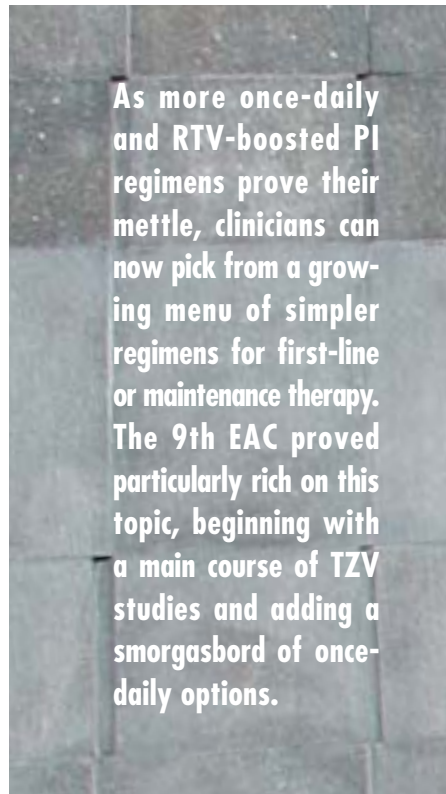 As more once-daily
and RTV-boosted PI
regimens prove their
mettle, clinicians can
now pick from a grow-
ing menu of simpler
regimens for first-line
or maintenance therapy.
The 9th EAC proved
particularly rich on this
topic, beginning with
a main course of TZV
studies and adding a
smorgasbord of once-
daily options.